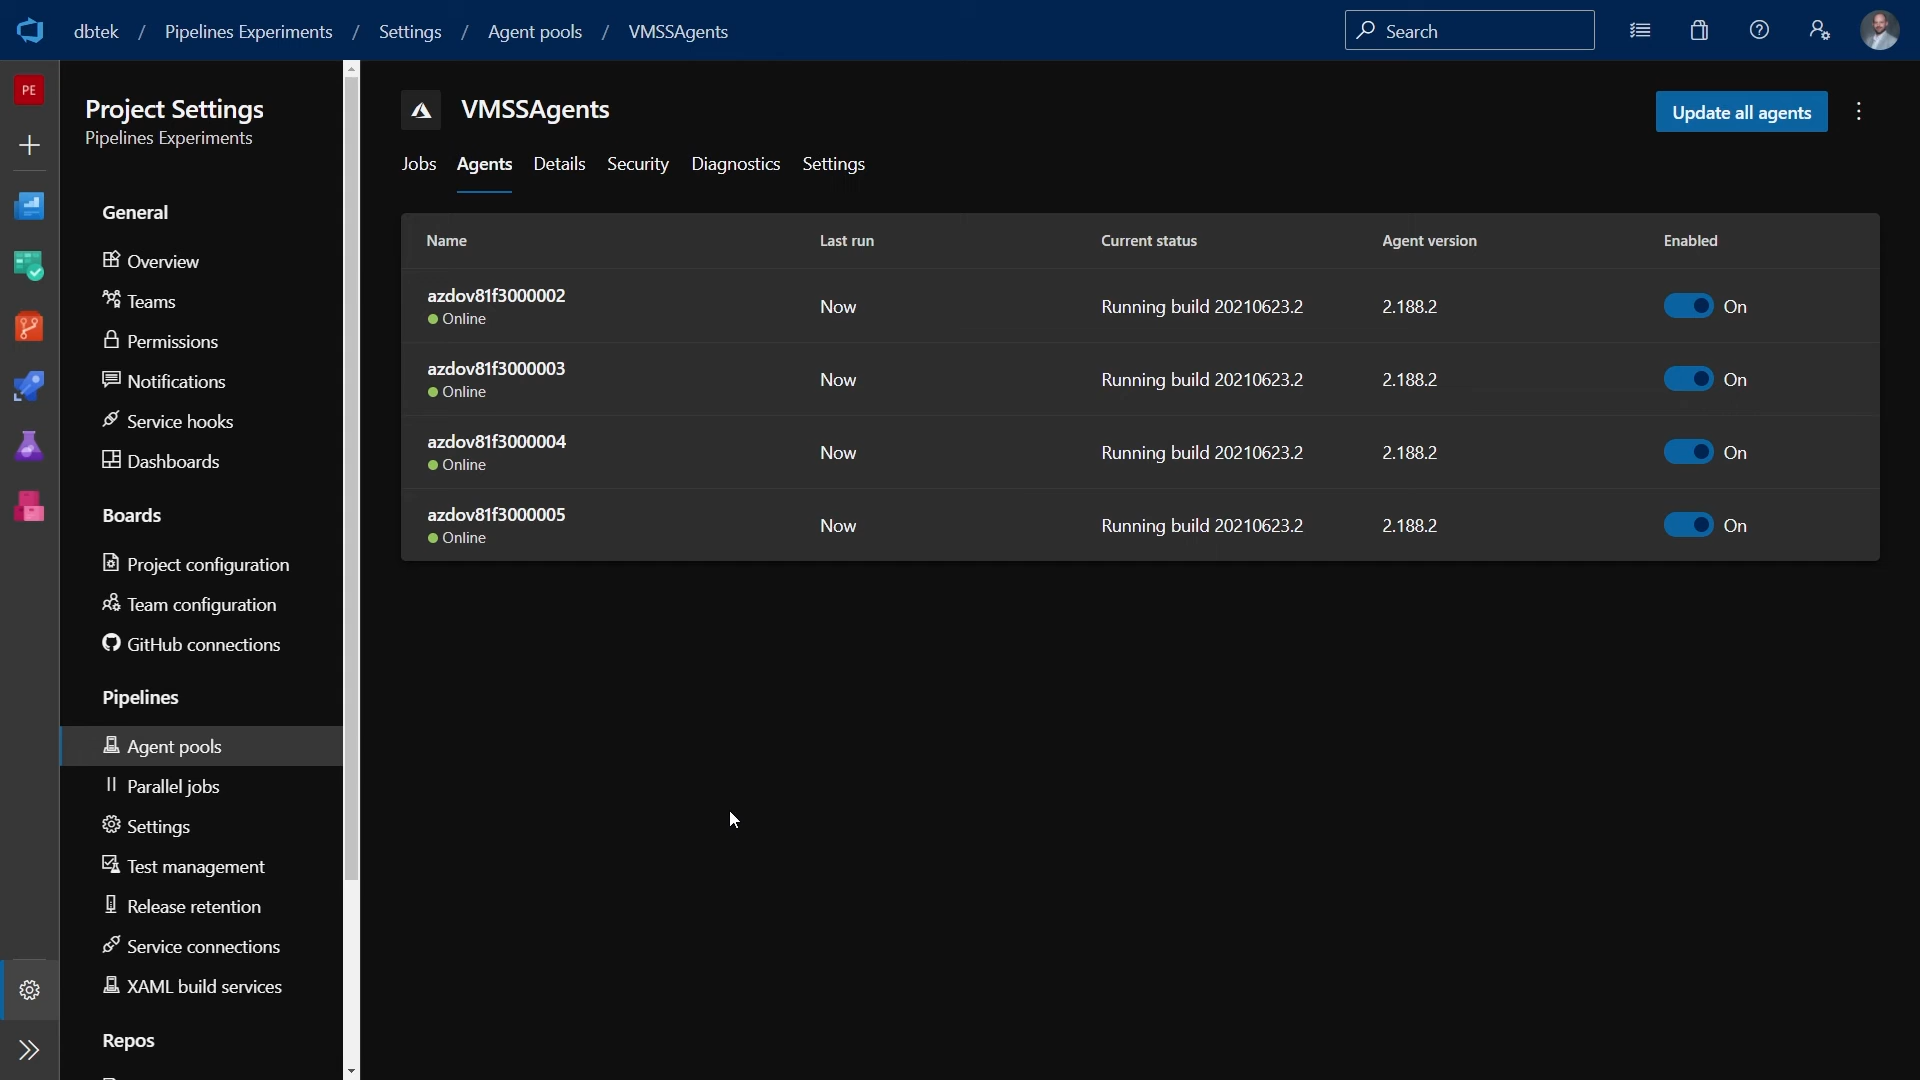 dbtek / Pipelines Experiments / Settings / Agent pools / VMSSAgents
Search
PE
Project Settings
Pipelines Experiments
General
Overview
Teams
Permissions
Notifications
Service hooks
Dashboards
Boards
Project configuration
Team configuration
GitHub connections
Pipelines
Agent pools
Parallel jobs
Settings
Test management
Release retention
Service connections
XAML build services
Repos
VMSSAgents
Update all agents
Jobs Agents Details Security Diagnostics Settings
Name Last run Current status Agent version Enabled
azdov81f3000002
Online
Now Running build 20210623.2 2.188.2 On
azdov81f3000003
Online
Now Running build 20210623.2 2.188.2 On
azdov81f3000004
Online
Now Running build 20210623.2 2.188.2 On
azdov81f3000005
Online
Now Running build 20210623.2 2.188.2 On